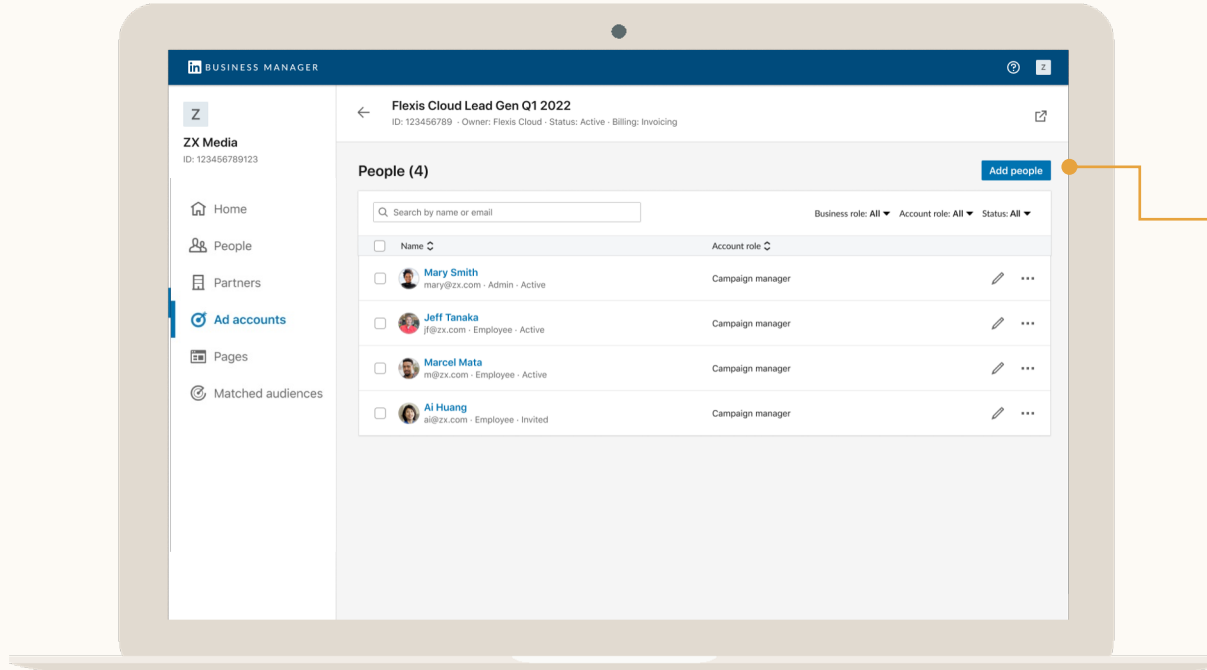 in BUSINESS MANAGER
Z
Z
ZX Media
ID: 123456789123
Home
People
Partners
Ad accounts
Pages
Matched audiences
Flexis Cloud Lead Gen Q1 2022
ID: 123456789 · Owner: Flexis Cloud · Status: Active · Billing: Invoicing
People (4)
Add people
Search by name or email
Business role: All Account role: All Status: All
Name Account role
Mary Smith
mary@zx.com · Admin · Active
Campaign manager
Jeff Tanaka
jf@zx.com · Employee · Active
Campaign manager
Marcel Mata
m@zx.com · Employee · Active
Campaign manager
Ai Huang
ai@zx.com · Employee · Invited
Campaign manager